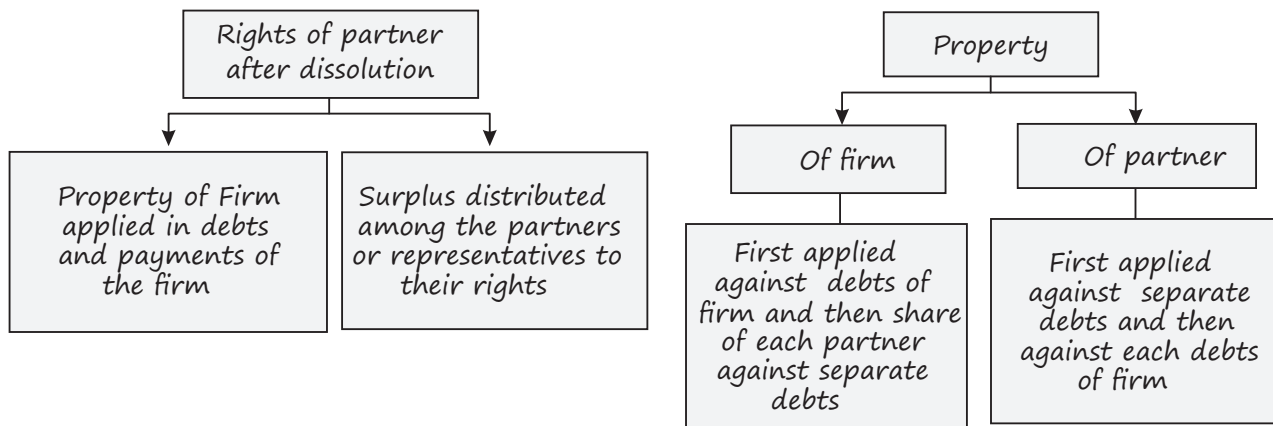 Rights of partner
after dissolution
Property of Firm
applied in debts
and payments of
the firm
Surplus distributed
among the partners
or representatives to
their rights
Property
Of firm
Of partner
First applied
against debts of
firm and then share
of each partner
against separate
debts
First applied
against separate
debts and then
against each debts
of firm